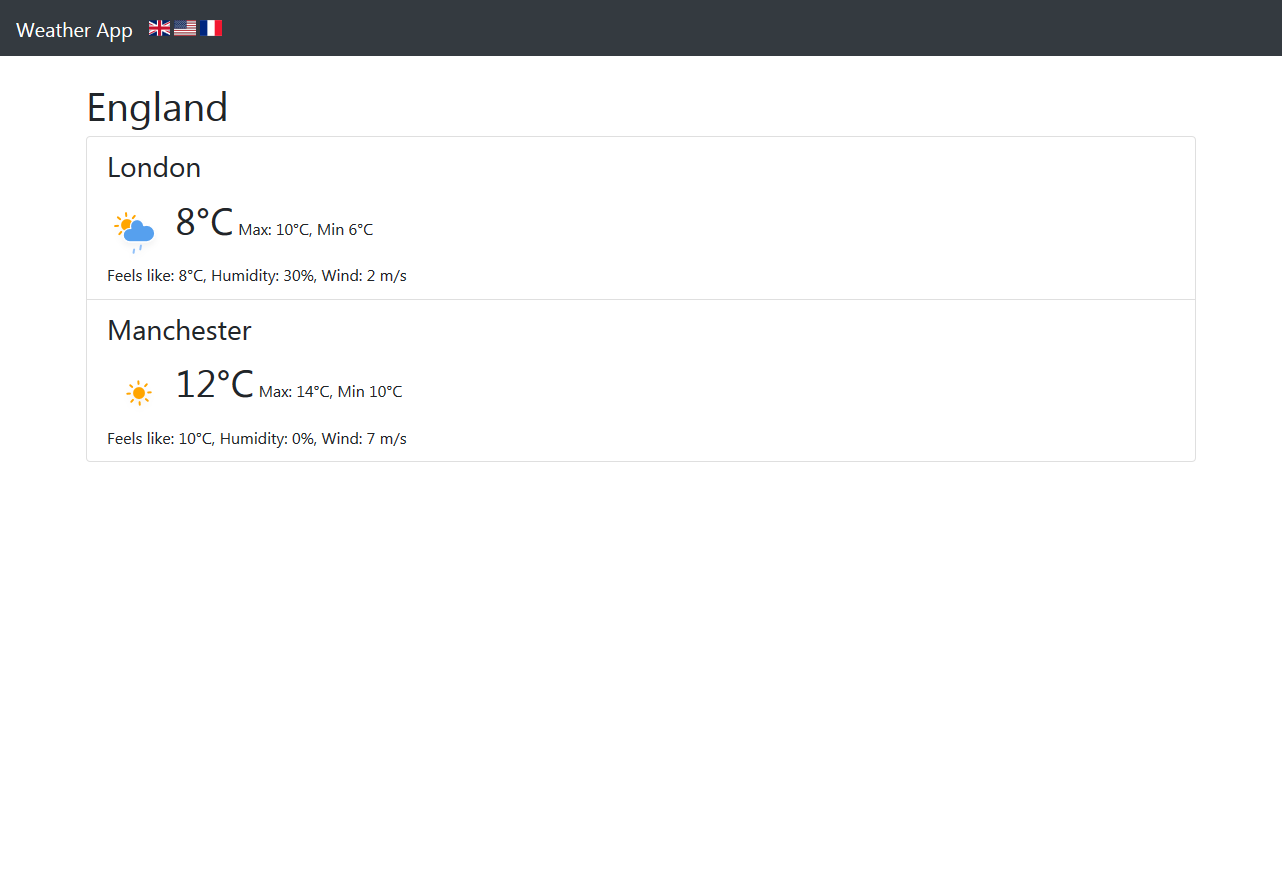 Weather App
England
London
8°C Max: 10°C, Min 6°C
Feels like: 8°C, Humidity: 30%, Wind: 2 m/s
Manchester
12°C Max: 14°C, Min 10°C
Feels like: 10°C, Humidity: 0%, Wind: 7 m/s